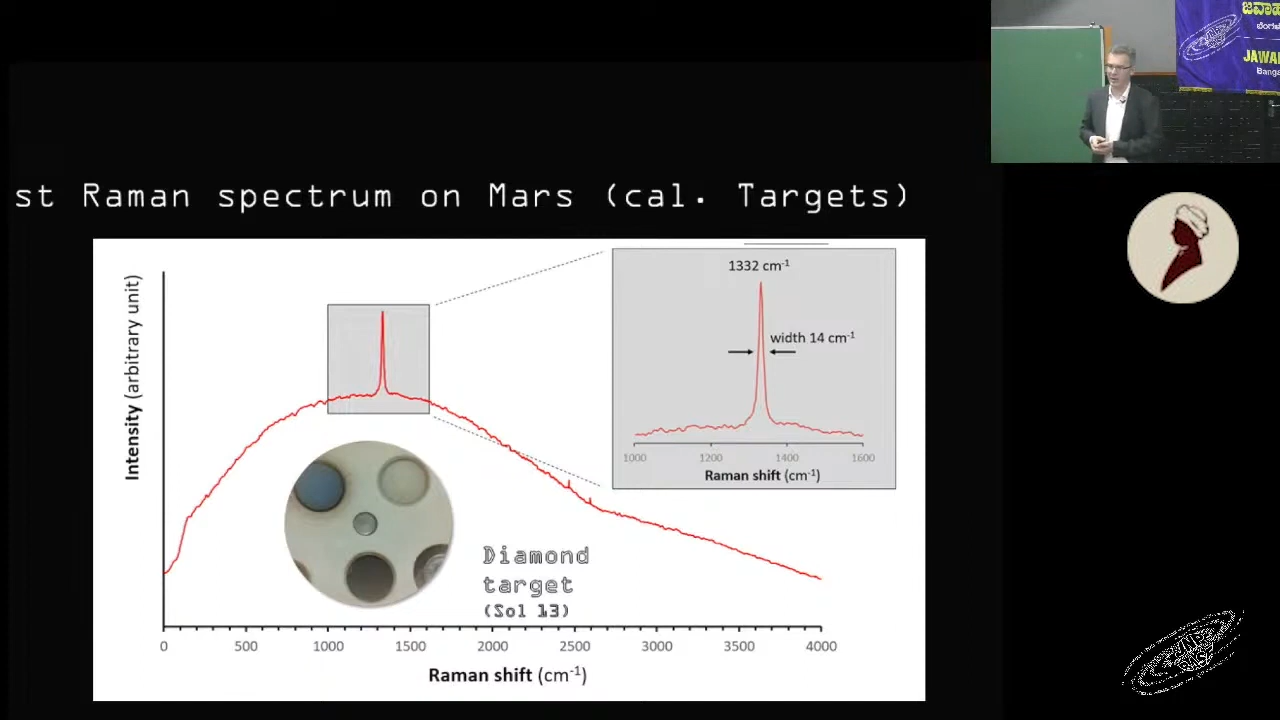 st Raman spectrum on Mars (cal. Targets)
Intensity (arbitrary unit)
1332 cm⁻¹
width 14 cm⁻¹
1000 1200 1400 1600
Raman shift (cm⁻¹)
Diamond
target
(Sol 13)
0 500 1000 1500 2000 2500 3000 3500 4000
Raman shift (cm⁻¹)
JAWA
Banga